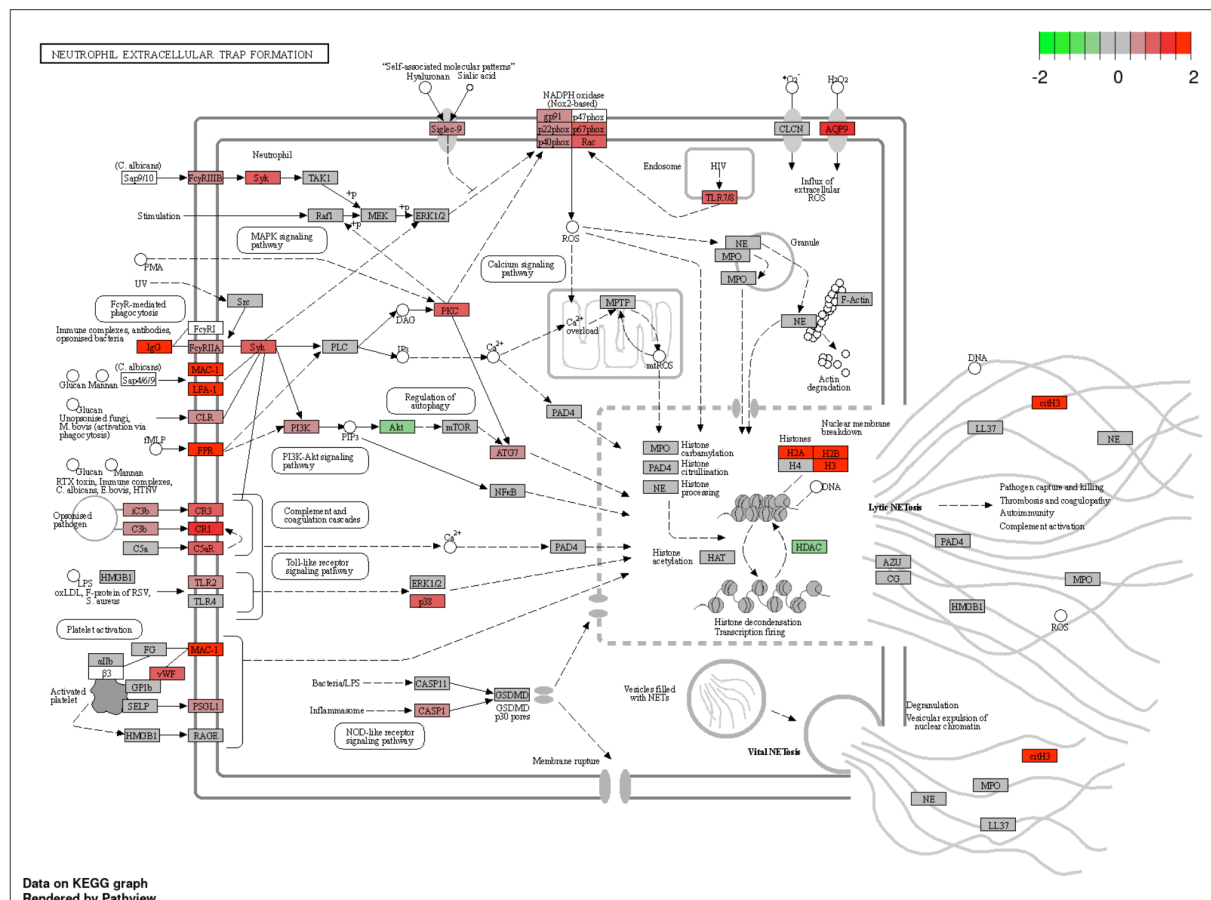 NEUTROPHIL EXTRACELLULAR TRAP FORMATION
-2 0 2
"Self-associated molecular patterns"
Hyaluronan Sialic acid
NADPH oxidase
(Nox2-based)
gp91 p47phox
p22phox p67phox
p40phox Rac
Siglec-9
•O₂⁻ H₂O₂
CLCN AQP9
Influx of
extracellular
ROS
Neutrophil
(C. albicans)
Sap9/10 FcγRIIIB Syk TAK1
Endosome HIV
TLR7/8
+p
Stimulation Raf1 MEK +p ERK1/2
+p
MAPK signaling
pathway
ROS
NE Granule
MPO
MPO
PMA
Calcium signaling
pathway
UV
Src
FcγR-mediated
phagocytosis
PKC
DAG
MPTP
F-Actin
NE
Immune complexes, antibodies,
opsonised bacteria
FcγRI
IgG FcγRIIA Syk PLC
IP₃ Ca²⁺
Ca²⁺
overload
mtROS
Actin
degradation
DNA
(C. albicans) MAC-1
Glucan Mannan Sap4/6/9 LFA-1
Glucan
Unopsonised fungi,
M. bovis (activation via
phagocytosis)
CLR
Regulation of
autophagy
PAD4
citH3
PI3K PIP₃ Akt mTOR
LL37 NE
fMLP FPR
PI3K-Akt signaling
pathway
ATG7
MPO Histone
carbamylation
PAD4 Histone
citrullination
NE Histone
processing
Nuclear membrane
breakdown
Histones
H2A H2B
H4 H3
DNA
Glucan Mannan
RTX toxin, Immune complexes,
C. albicans, E.bovis, HTNV
NFκB
Opsonised
pathogen
iC3b CR3
C3b CR1
C5a C5aR
Complement and
coagulation cascades
Ca²⁺
PAD4
Histone
acetylation
HAT HDAC
Lytic NETosis
Pathogen capture and killing
Thrombosis and coagulopathy
Autoimmunity
Complement activation
Toll-like receptor
signaling pathway
LPS HMGB1
oxLDL, F-protein of RSV,
S. aureus
TLR2
TLR4
ERK1/2
p38
PAD4
AZU
CG
MPO
HMGB1
ROS
Histone decondensation
Transcription firing
Platelet activation
FG MAC-1
αIIb
β3
vWF
GP1b
Activated
platelet
SELP PSGL1
HMGB1 RAGE
Bacteria/LPS CASP11
GSDMD
GSDMD
p30 pores
Inflammasome CASP1
NOD-like receptor
signaling pathway
Vesicles filled
with NETs
Degranulation
Vesicular expulsion of
nuclear chromatin
Vital NETosis
Membrane rupture
citH3
MPO
NE
LL37
Data on KEGG graph
Rendered by Pathview